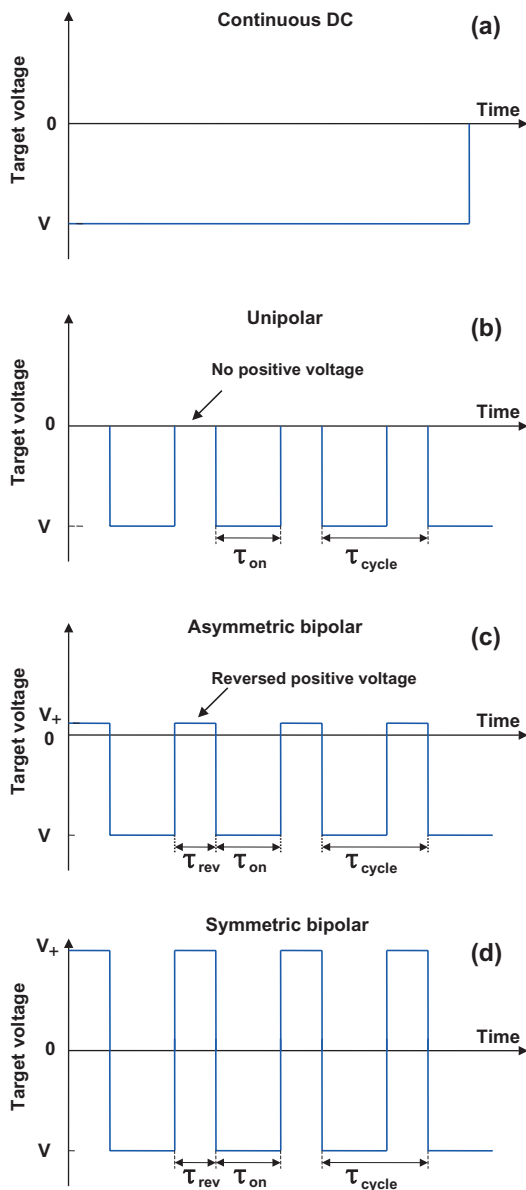 Continuous DC
(a)
Target voltage
Time
0
V
Unipolar
(b)
No positive voltage
Target voltage
Time
0
V
τon
τcycle
Asymmetric bipolar
(c)
Reversed positive voltage
Target voltage
V+
Time
0
V
τrev τon τcycle
Symmetric bipolar
V+
(d)
Target voltage
Time
0
V
τrev τon τcycle